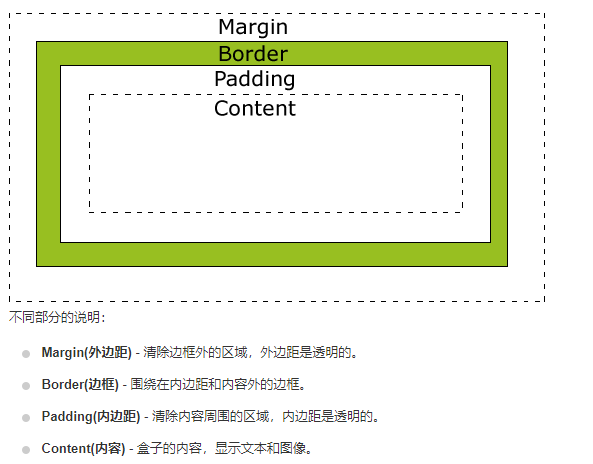 Margin
Border
Padding
Content
不同部分的说明：
Margin(外边距) - 清除边框外的区域，外边距是透明的。
Border(边框) - 围绕在内边距和内容外的边框。
Padding(内边距) - 清除内容周围的区域，内边距是透明的。
Content(内容) - 盒子的内容，显示文本和图像。